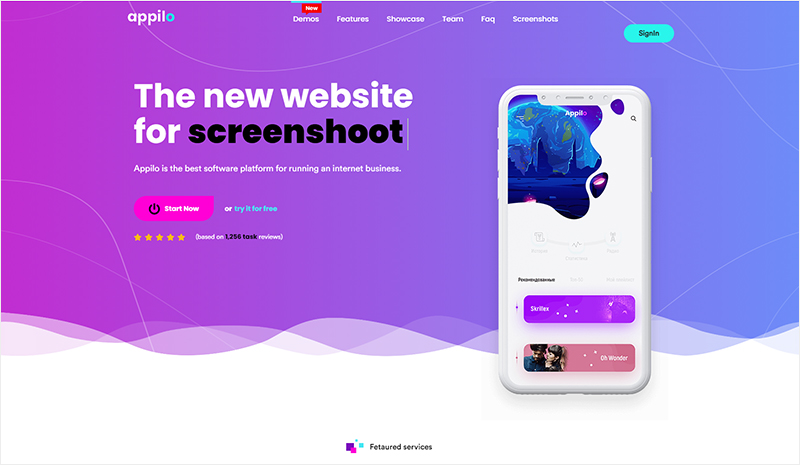 appilo
New
Demos Features Showcase Team Faq Screenshots
SignIn
The new website
for screenshoot
Appilo is the best software platform for running an internet business.
Start Now or try it for free
(based on 1,256 task reviews)
Appilo
Рекомендованные
Skrillex
Oh Wonder
Fetaured services